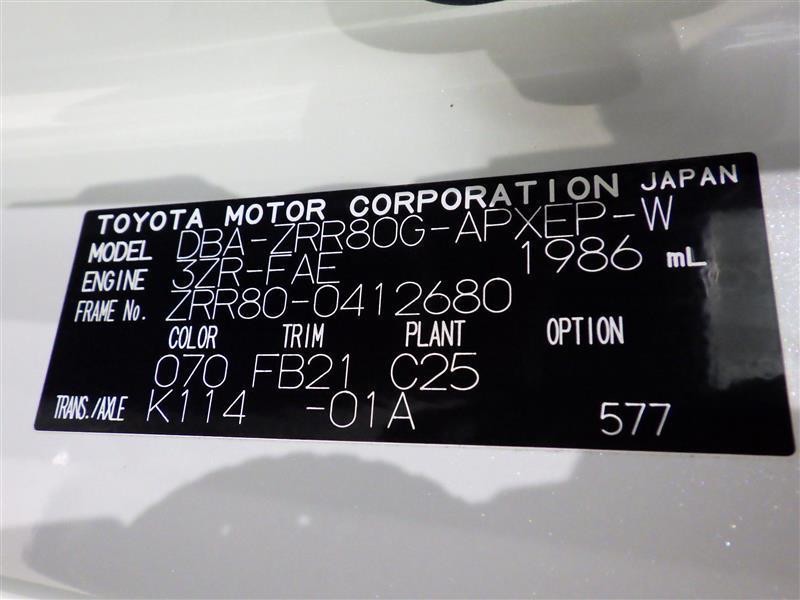 TOYOTA MOTOR CORPORATION JAPAN
MODEL DBA-ZRR80G-APXEP-W
ENGINE 3ZR-FAE 1986 mL
FRAME No. ZRR80-0412680
COLOR TRIM PLANT OPTION
070 FB21 C25
TRANS./AXLE K114 -01A 577